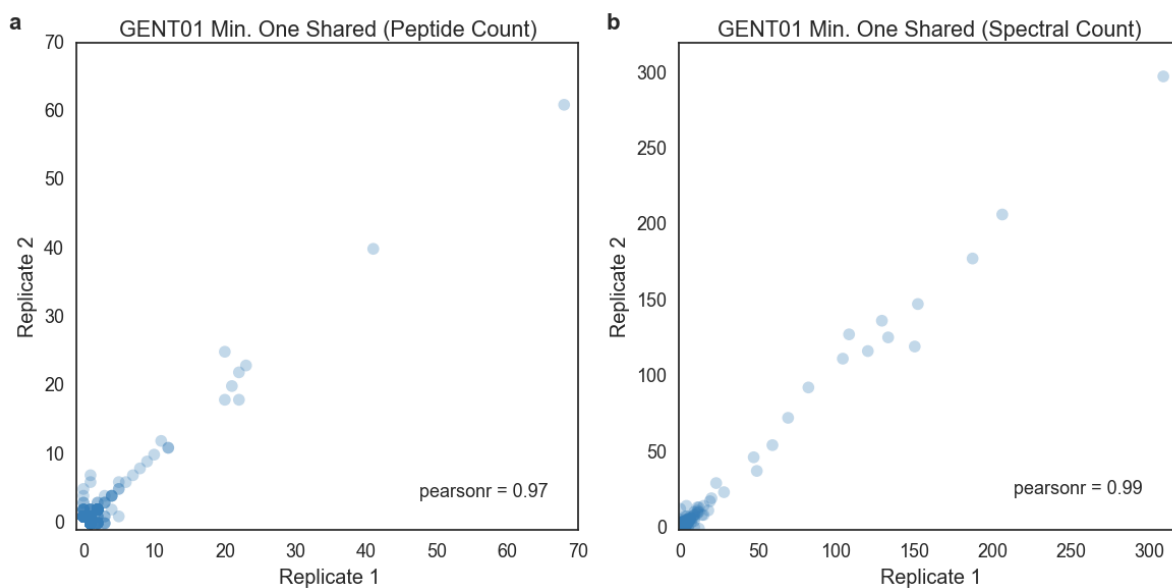 a
GENT01 Min. One Shared (Peptide Count)
70
60
50
40
30
20
10
0
Replicate 2
pearsonr = 0.97
0 10 20 30 40 50 60 70
Replicate 1
b
GENT01 Min. One Shared (Spectral Count)
300
250
200
150
100
50
0
Replicate 2
pearsonr = 0.99
0 50 100 150 200 250 300
Replicate 1